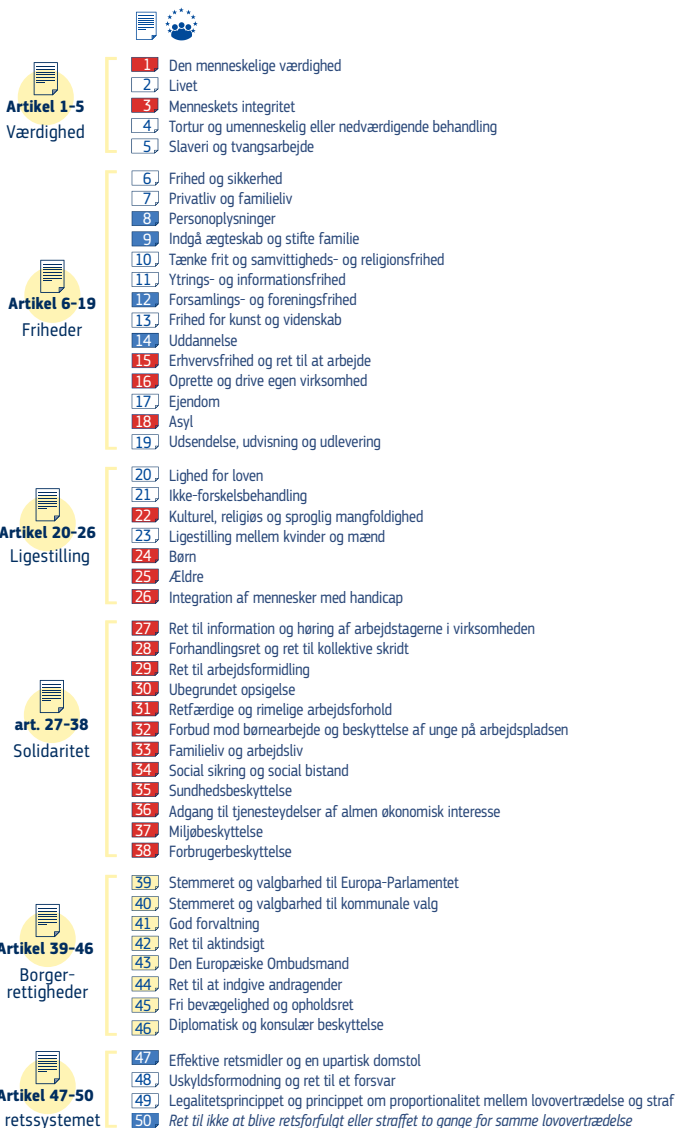 Artikel 1-5
Værdighed
1 Den menneskelige værdighed
2 Livet
3 Menneskets integritet
4 Tortur og umenneskelig eller nedværdigende behandling
5 Slaveri og tvangsarbejde
Artikel 6-19
Friheder
6 Frihed og sikkerhed
7 Privatliv og familieliv
8 Personoplysninger
9 Indgå ægteskab og stifte familie
10 Tænke frit og samvittigheds- og religionsfrihed
11 Ytrings- og informationsfrihed
12 Forsamlings- og foreningsfrihed
13 Frihed for kunst og videnskab
14 Uddannelse
15 Erhvervsfrihed og ret til at arbejde
16 Oprette og drive egen virksomhed
17 Ejendom
18 Asyl
19 Udsendelse, udvisning og udlevering
Artikel 20-26
Ligestilling
20 Lighed for loven
21 Ikke-forskelsbehandling
22 Kulturel, religiøs og sproglig mangfoldighed
23 Ligestilling mellem kvinder og mænd
24 Børn
25 Ældre
26 Integration af mennesker med handicap
art. 27-38
Solidaritet
27 Ret til information og høring af arbejdstagerne i virksomheden
28 Forhandlingsret og ret til kollektive skridt
29 Ret til arbejdsformidling
30 Ubegrundet opsigelse
31 Retfærdige og rimelige arbejdsforhold
32 Forbud mod børnearbejde og beskyttelse af unge på arbejdspladsen
33 Familieliv og arbejdsliv
34 Social sikring og social bistand
35 Sundhedsbeskyttelse
36 Adgang til tjenesteydelser af almen økonomisk interesse
37 Miljøbeskyttelse
38 Forbrugerbeskyttelse
Artikel 39-46
Borger-
rettigheder
39 Stemmeret og valgbarhed til Europa-Parlamentet
40 Stemmeret og valgbarhed til kommunale valg
41 God forvaltning
42 Ret til aktindsigt
43 Den Europæiske Ombudsmand
44 Ret til at indgive andragender
45 Fri bevægelighed og opholdsret
46 Diplomatisk og konsulær beskyttelse
Artikel 47-50
retssystemet
47 Effektive retsmidler og en upartisk domstol
48 Uskyldsformodning og ret til et forsvar
49 Legalitetsprincippet og princippet om proportionalitet mellem lovovertrædelse og straf
50 Ret til ikke at blive retsforfulgt eller straffet to gange for samme lovovertrædelse